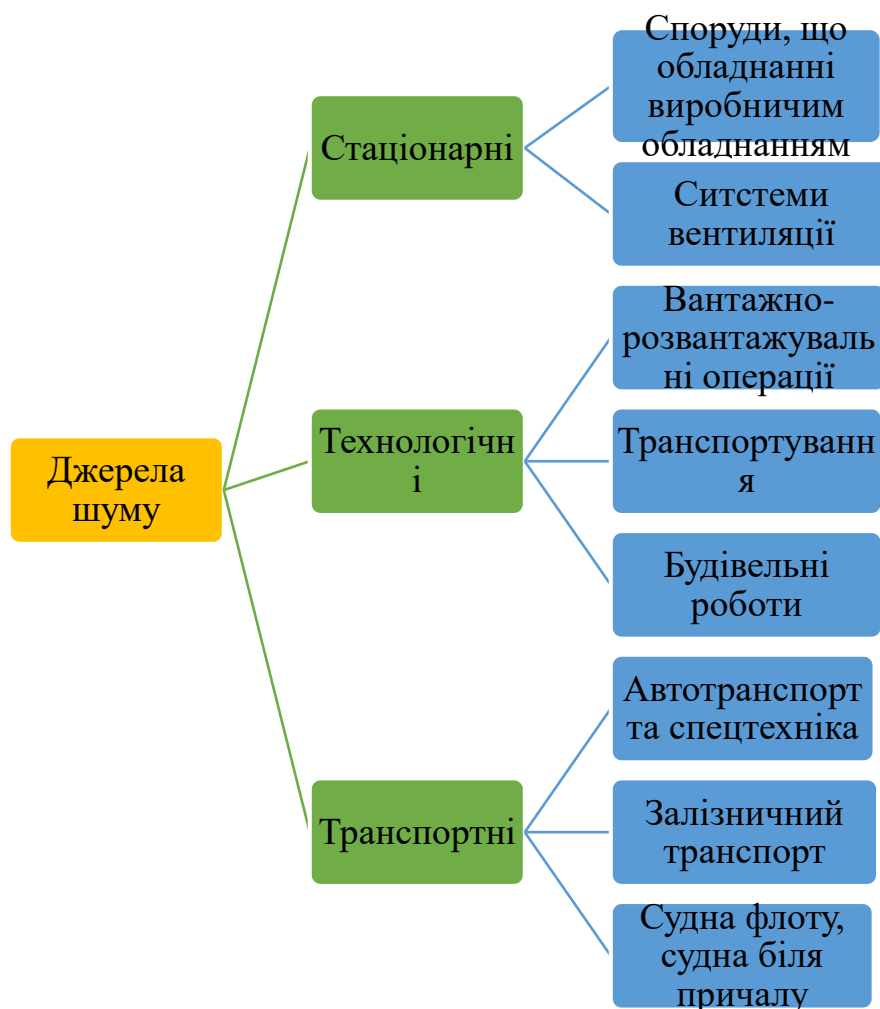 Споруди, що
обладнанні
виробничим
обладнанням
Стаціонарні
Ситстеми
вентиляції
Вантажно-
розвантажуваль
ні операції
Джерела
шуму
Технологічн
і
Транспортуванн
я
Будівельні
роботи
Автотранспорт
та спецтехніка
Транспортні
Залізничний
транспорт
Судна флоту,
судна біля
причалу